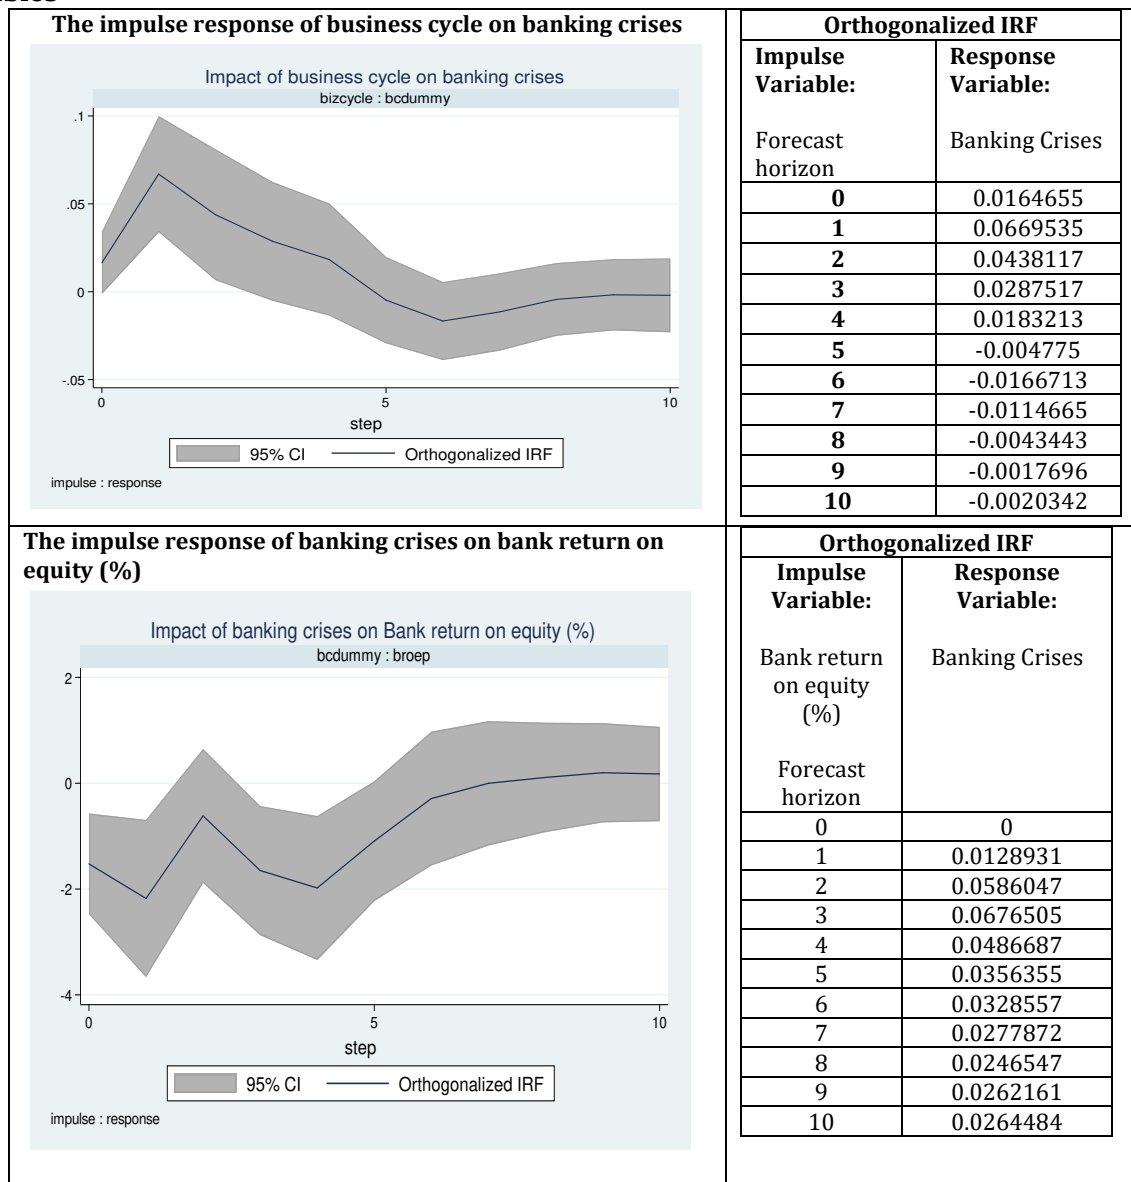 The impulse response of business cycle on banking crises
Impact of business cycle on banking crises
bizcycle : bcdummy
.1
.05
0
-.05
0 5 10
step
95% CI Orthogonalized IRF
impulse : response
Orthogonalized IRF
Impulse Response
Variable: Variable:
Forecast Banking Crises
horizon
0 0.0164655
1 0.0669535
2 0.0438117
3 0.0287517
4 0.0183213
5 -0.004775
6 -0.0166713
7 -0.0114665
8 -0.0043443
9 -0.0017696
10 -0.0020342
The impulse response of banking crises on bank return on
equity (%)
Impact of banking crises on Bank return on equity (%)
bcdummy : broep
2
0
-2
-4
0 5 10
step
95% CI Orthogonalized IRF
impulse : response
Orthogonalized IRF
Impulse Response
Variable: Variable:
Bank return Banking Crises
on equity
(%)
Forecast
horizon
0 0
1 0.0128931
2 0.0586047
3 0.0676505
4 0.0486687
5 0.0356355
6 0.0328557
7 0.0277872
8 0.0246547
9 0.0262161
10 0.0264484